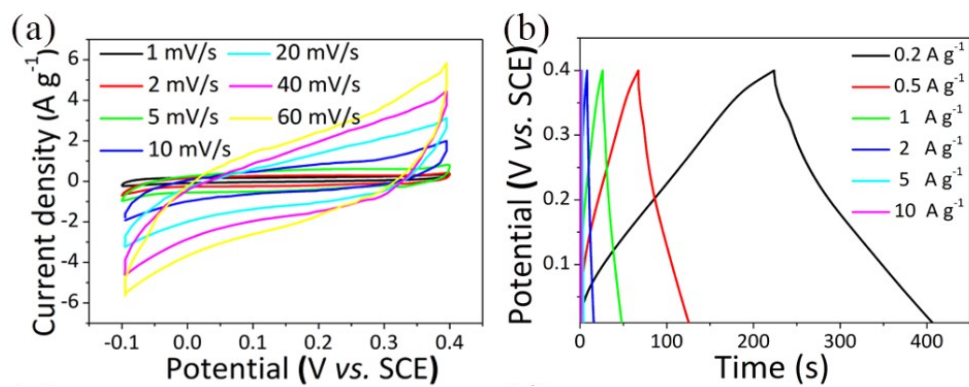 (a)
1 mV/s
2 mV/s
5 mV/s
10 mV/s
20 mV/s
40 mV/s
60 mV/s
Current density (A g⁻¹)
6
4
2
0
-2
-4
-6
-0.1 0.0 0.1 0.2 0.3 0.4
Potential (V vs. SCE)
(b)
0.2 A g⁻¹
0.5 A g⁻¹
1 A g⁻¹
2 A g⁻¹
5 A g⁻¹
10 A g⁻¹
Potential (V vs. SCE)
0.4
0.3
0.2
0.1
0 100 200 300 400
Time (s)